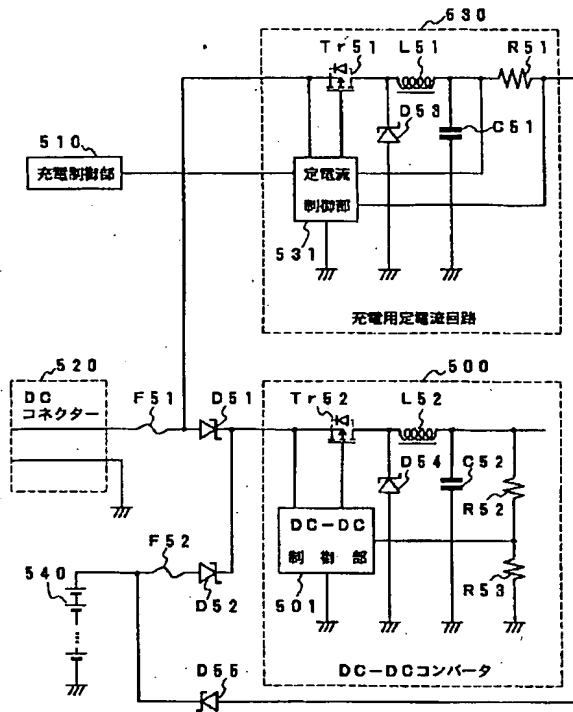 530
Tr51
L51
R51
D53
C51
510
充電制御部
定電流
制御部
531
充電用定電流回路
520
DC
コネクター
F51
D51
500
Tr52
L52
D54
C52
R52
DC−DC
制御部
501
R53
F52
540
D52
D55
DC−DCコンバータ